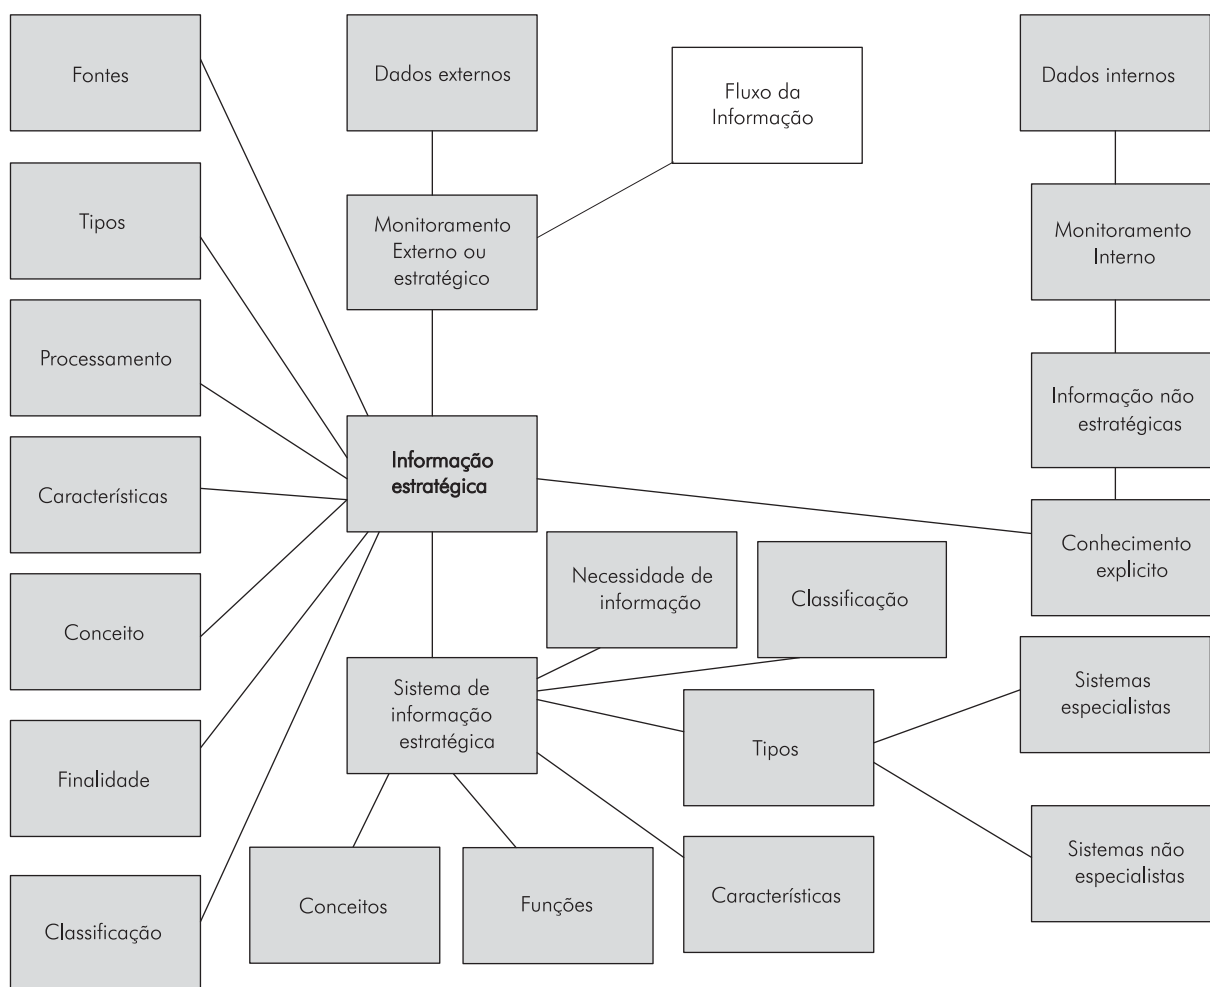 Fontes
Dados externos
Fluxo da
Informação
Dados internos
Tipos
Monitoramento
Externo ou
estratégico
Monitoramento
Interno
Processamento
Informação não
estratégicas
Informação
estratégica
Características
Conhecimento
explicito
Necessidade de
informação
Classificação
Conceito
Sistema de
informação
estratégica
Tipos
Sistemas
especialistas
Finalidade
Sistemas não
especialistas
Conceitos
Funções
Características
Classificação